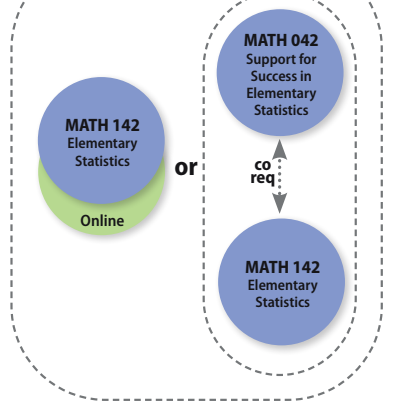 MATH 142
Elementary
Statistics
Online
or
MATH 042
Support for
Success in
Elementary
Statistics
co
req
MATH 142
Elementary
Statistics